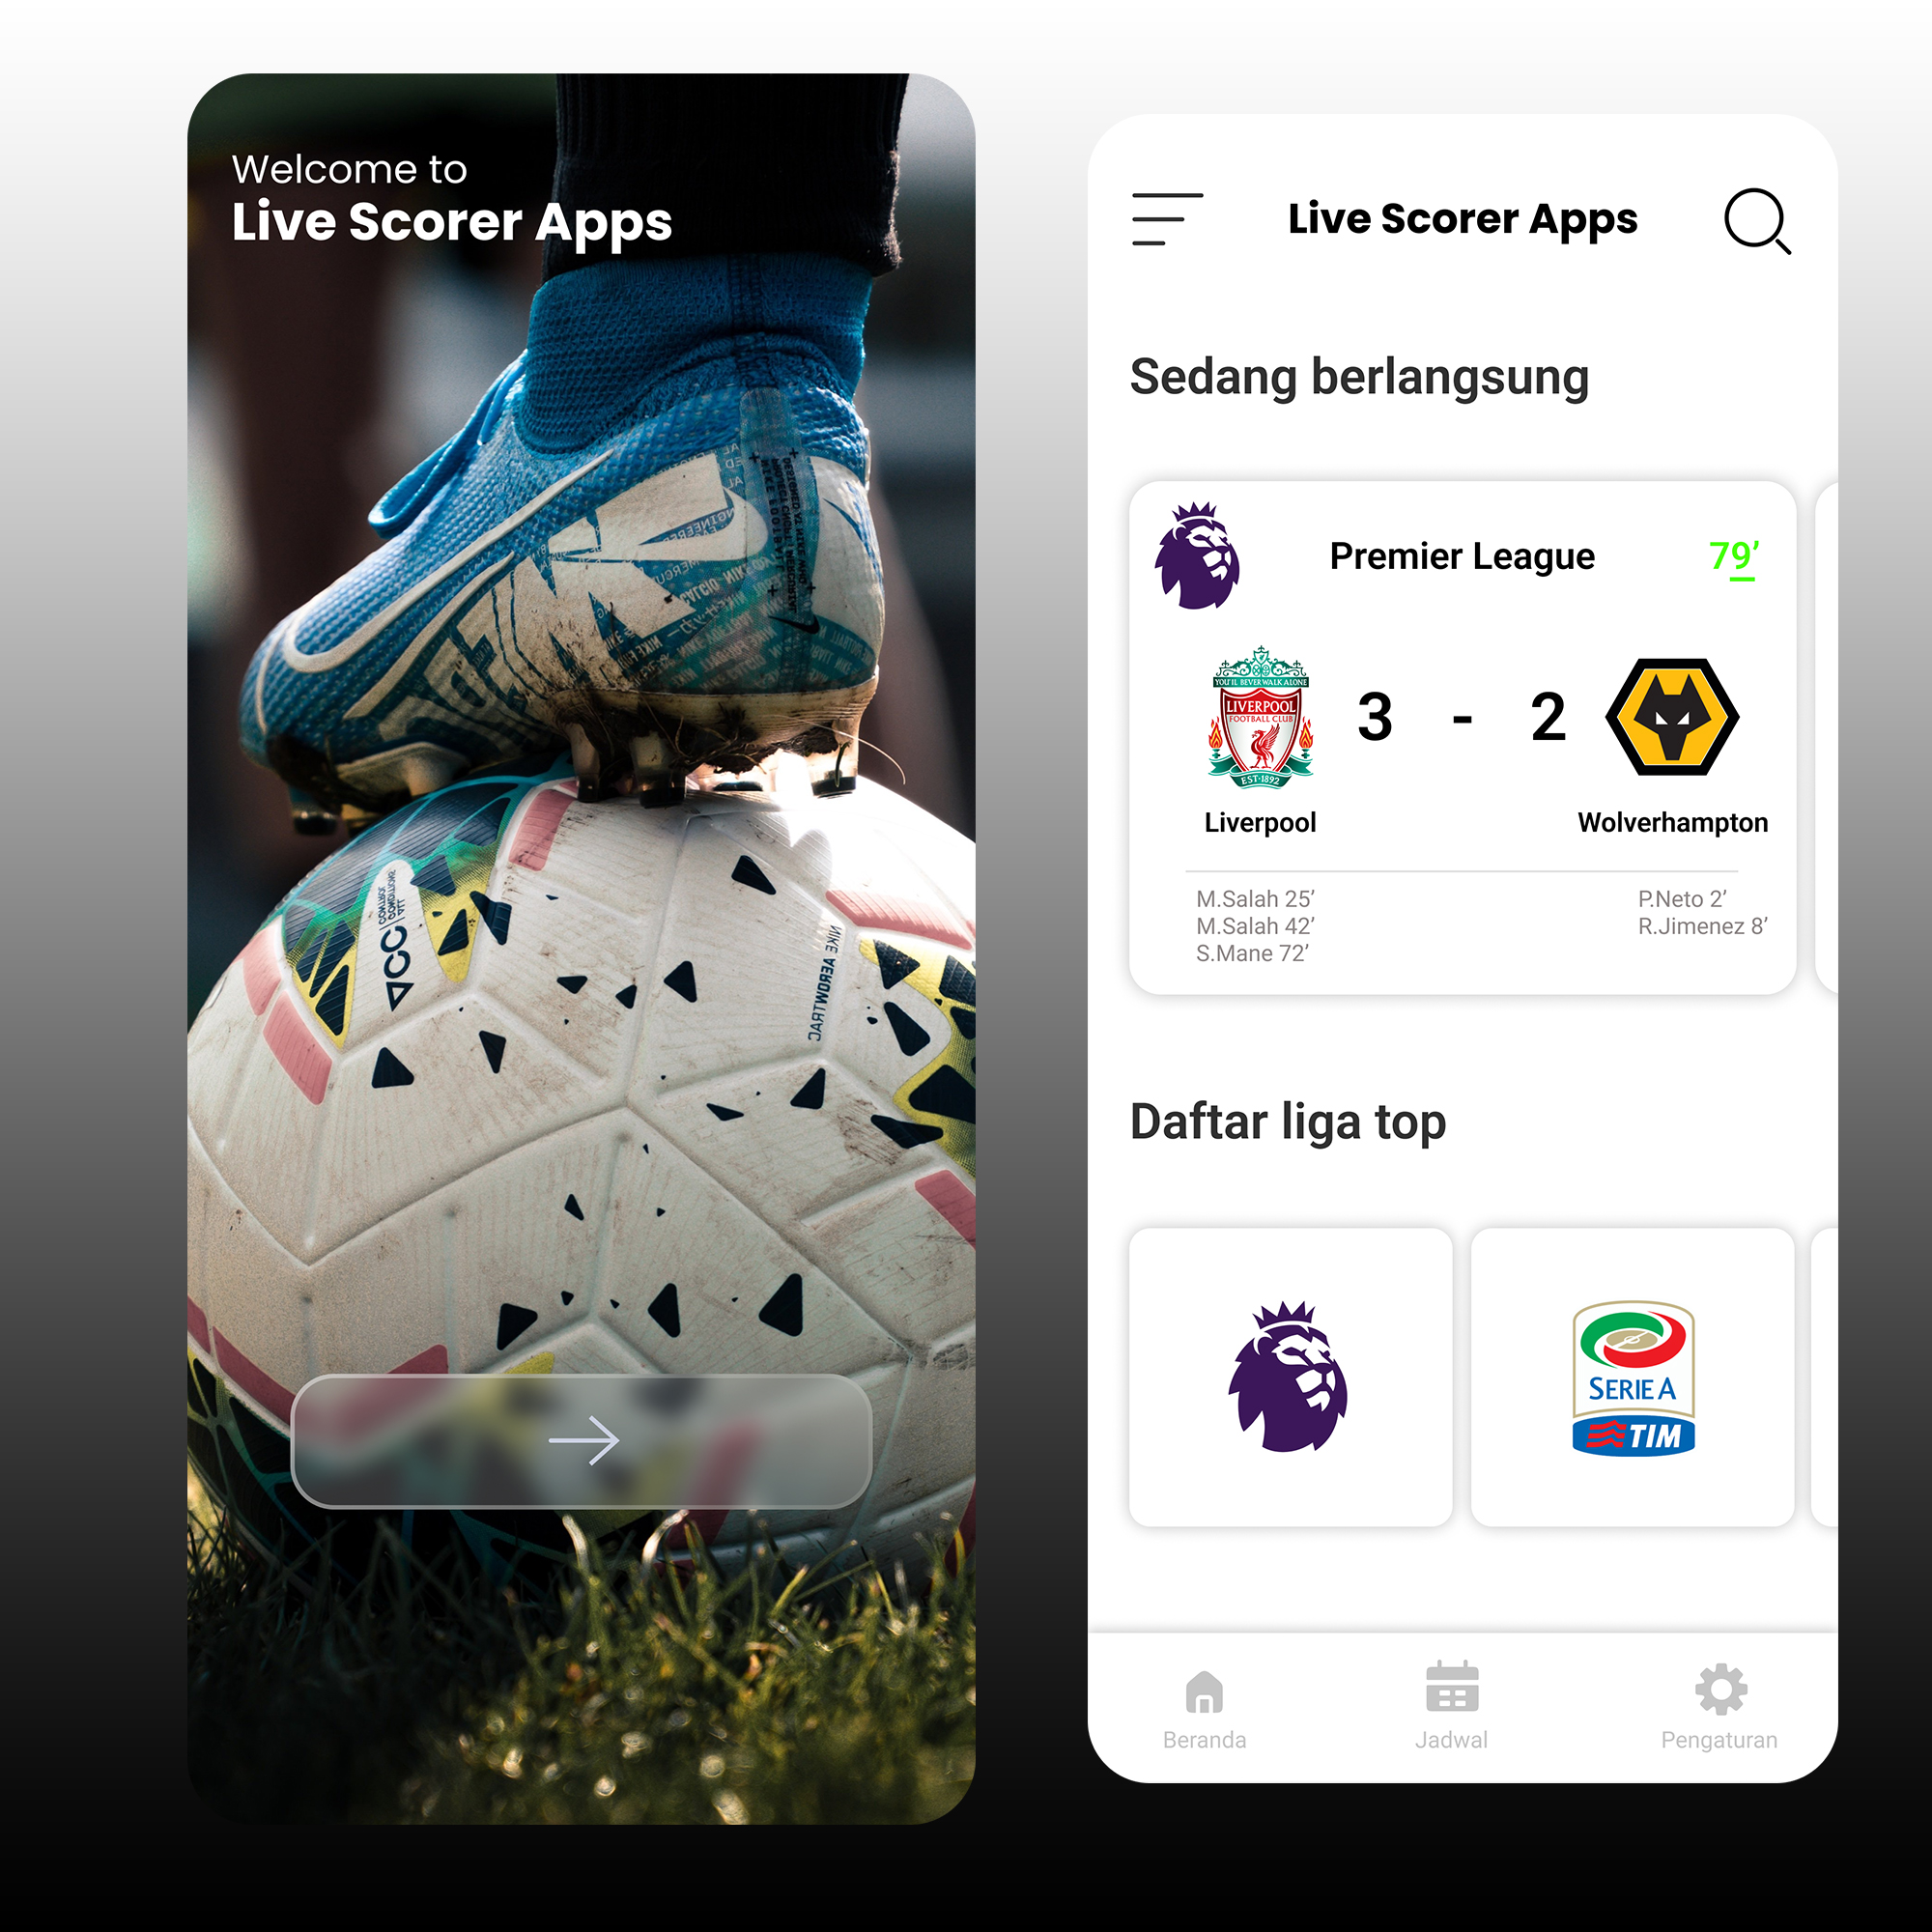 Welcome to
Live Scorer Apps
NIKE AEROWTRAC
Live Scorer Apps
Sedang berlangsung
Premier League
79’
YOU'LL NEVER WALK ALONE
LIVERPOOL
FOOTBALL CLUB
EST·1892
3 - 2
Liverpool
Wolverhampton
M.Salah 25’
M.Salah 42’
S.Mane 72’
P.Neto 2’
R.Jimenez 8’
Daftar liga top
SERIE A
TIM
Beranda
Jadwal
Pengaturan